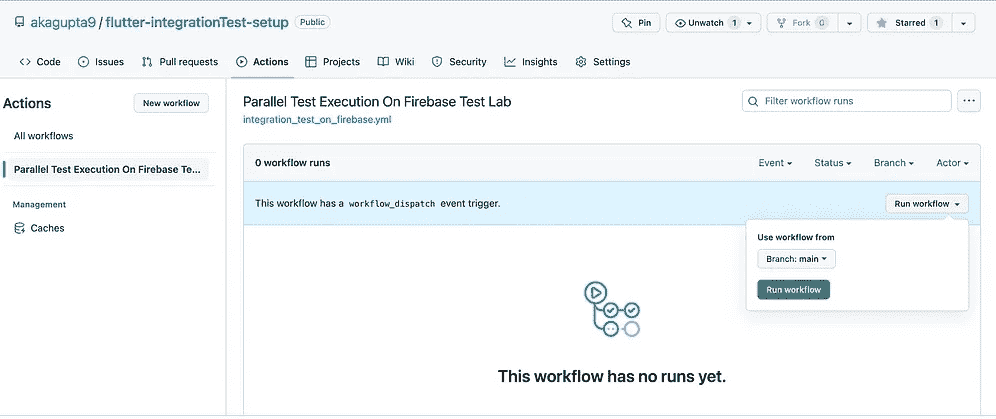 akagupta9 / flutter-integrationTest-setup Public
Pin Unwatch 1 Fork 0 Starred 1
Code Issues Pull requests Actions Projects Wiki Security Insights Settings
Actions New workflow
All workflows
Parallel Test Execution On Firebase Te...
Management
Caches
Parallel Test Execution On Firebase Test Lab
integration_test_on_firebase.yml
Filter workflow runs
0 workflow runs Event Status Branch Actor
This workflow has a workflow_dispatch event trigger. Run workflow
Use workflow from
Branch: main
Run workflow
This workflow has no runs yet.